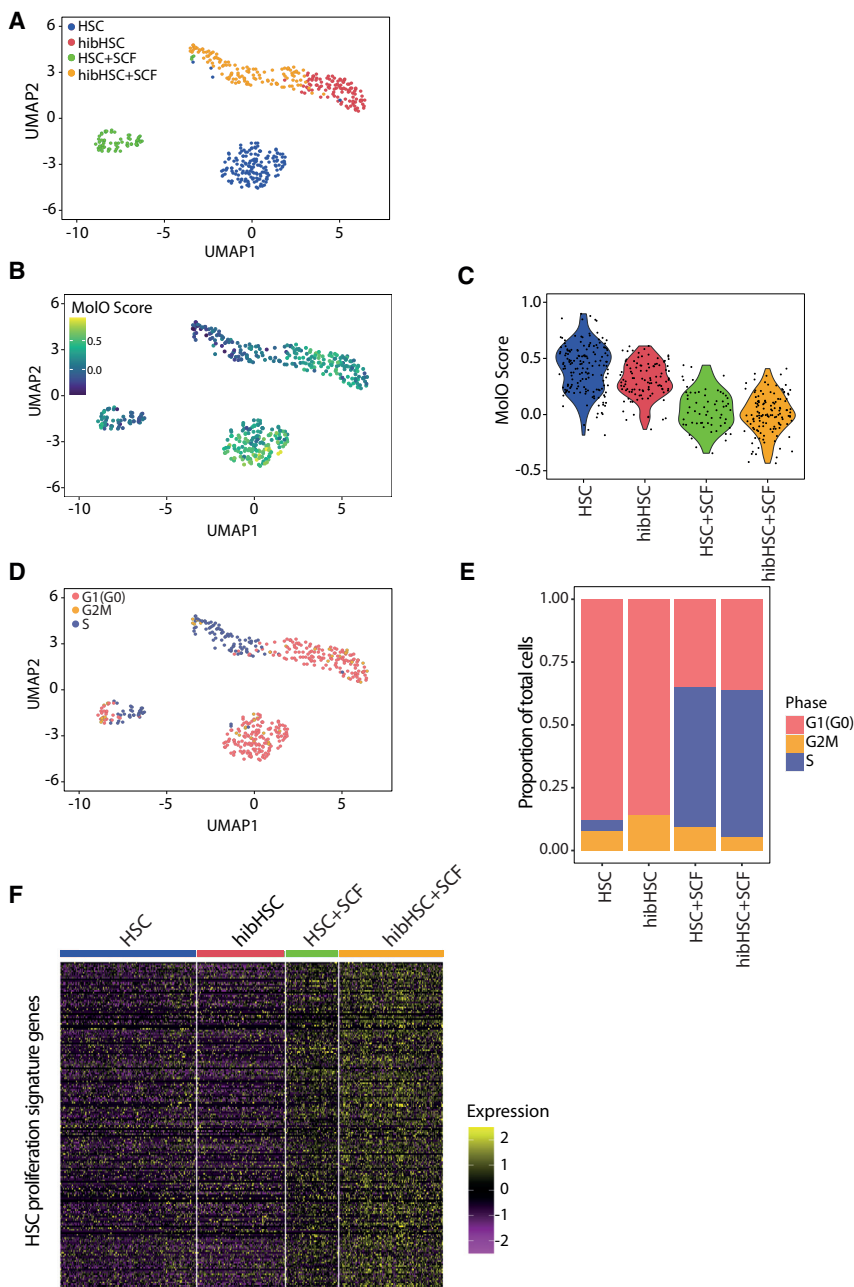 A
HSC
hibHSC
HSC+SCF
hibHSC+SCF
UMAP2
6
3
0
-3
-6
-10
-5
0
5
UMAP1
B
MolO Score
0.5
0.0
UMAP2
6
3
0
-3
-6
-10
-5
0
5
UMAP1
C
MolO Score
1.0
0.5
0.0
-0.5
HSC
hibHSC
HSC+SCF
hibHSC+SCF
D
G1(G0)
G2M
S
UMAP2
6
3
0
-3
-6
-10
-5
0
5
UMAP1
E
Proportion of total cells
1.00
0.75
0.50
0.25
0.00
HSC
hibHSC
HSC+SCF
hibHSC+SCF
Phase
G1(G0)
G2M
S
F
HSC
hibHSC
HSC+SCF
hibHSC+SCF
HSC proliferation signature genes
Expression
2
1
0
-1
-2